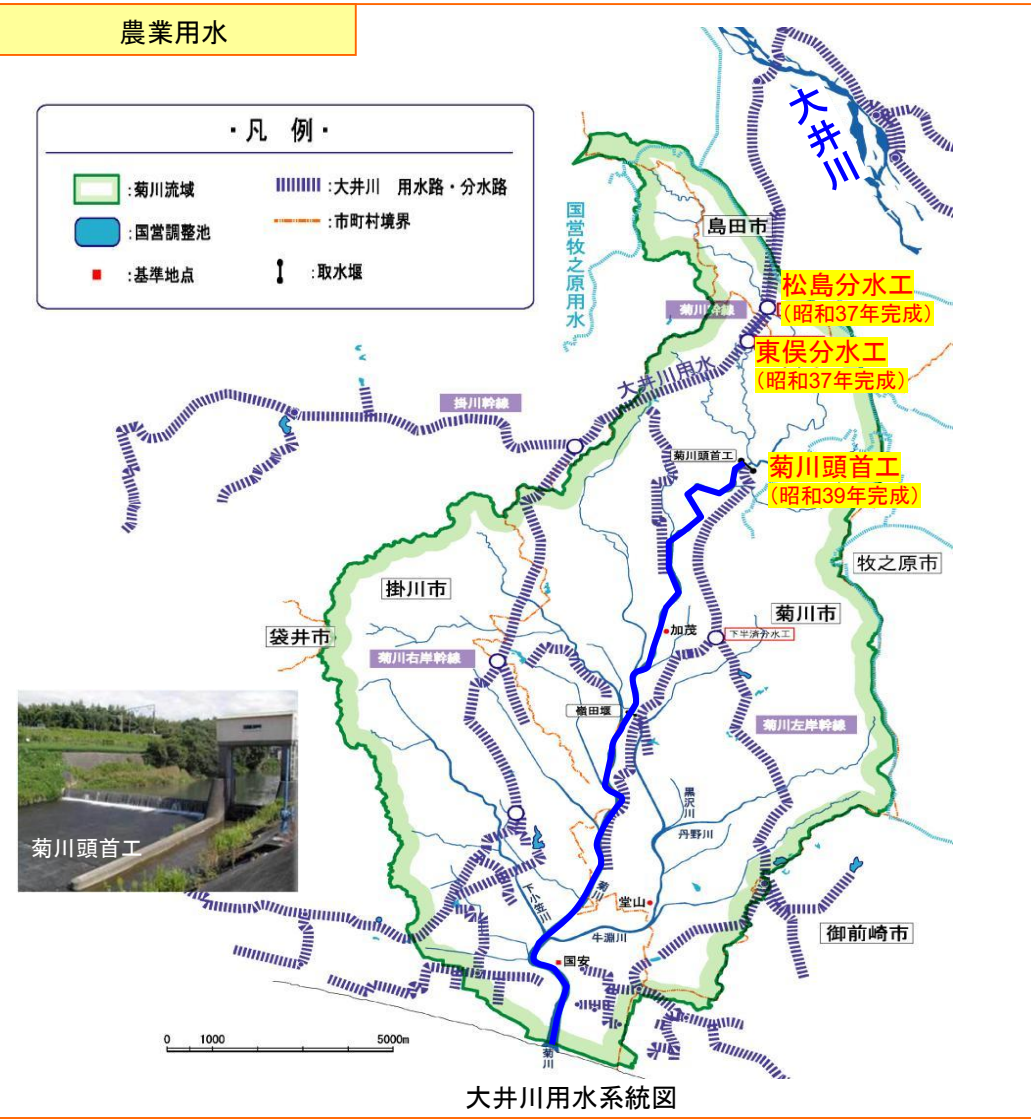 農業用水
・凡 例・
:菊川流域
:大井川 用水路・分水路
:国営調整池
:市町村境界
:基準地点
:取水堰
大井川
国営牧之原用水
島田市
松島分水工
(昭和37年完成)
菊川幹線
東俣分水工
(昭和37年完成)
大井川用水
掛川幹線
菊川頭首工
菊川頭首工
(昭和39年完成)
牧之原市
掛川市
菊川市
袋井市
加茂
下半済分水工
菊川右岸幹線
嶺田堰
菊川左岸幹線
黒沢川
丹野川
菊川頭首工
下小笠川
菊川
堂山
牛淵川
御前崎市
国安
0 1000 5000m
菊川
大井川用水系統図